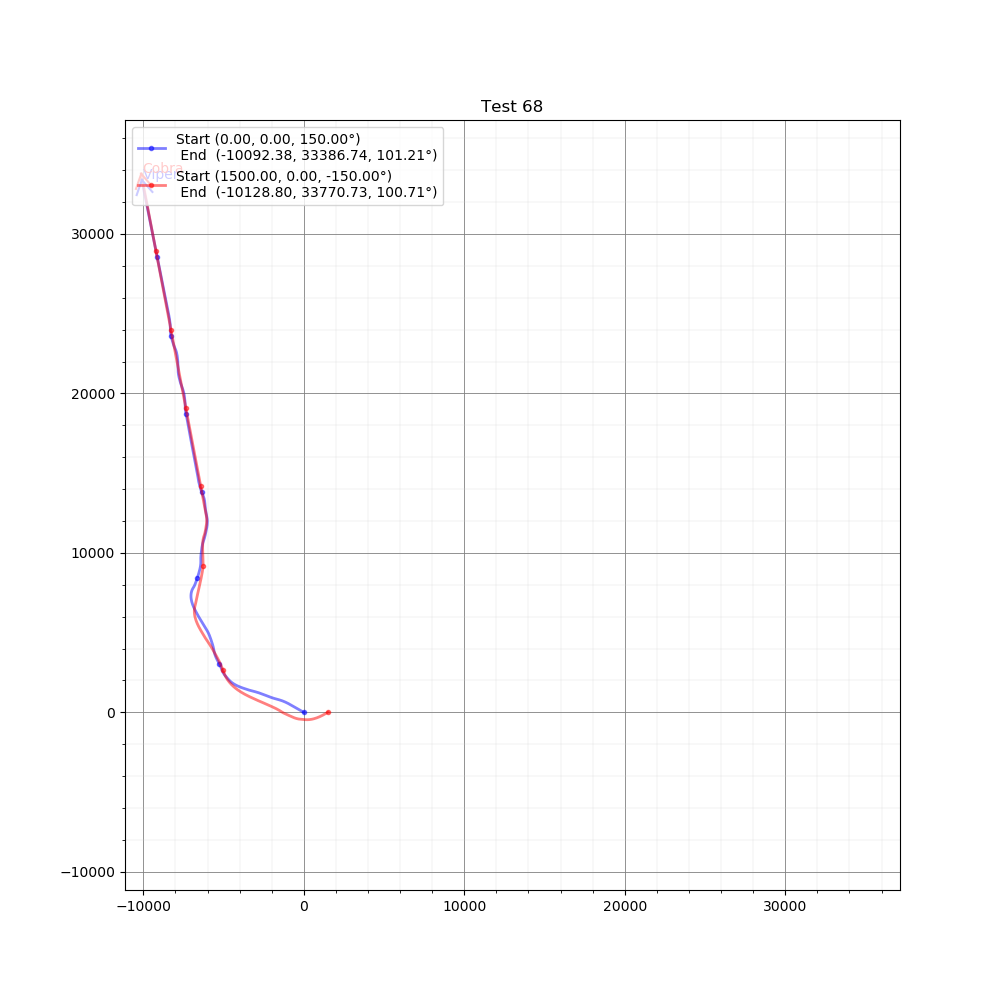 Test 68
Start (0.00, 0.00, 150.00°)
End (-10092.38, 33386.74, 101.21°)
Start (1500.00, 0.00, -150.00°)
End (-10128.80, 33770.73, 100.71°)
Cobra
Viper
30000
20000
10000
0
−10000
−10000
0
10000
20000
30000